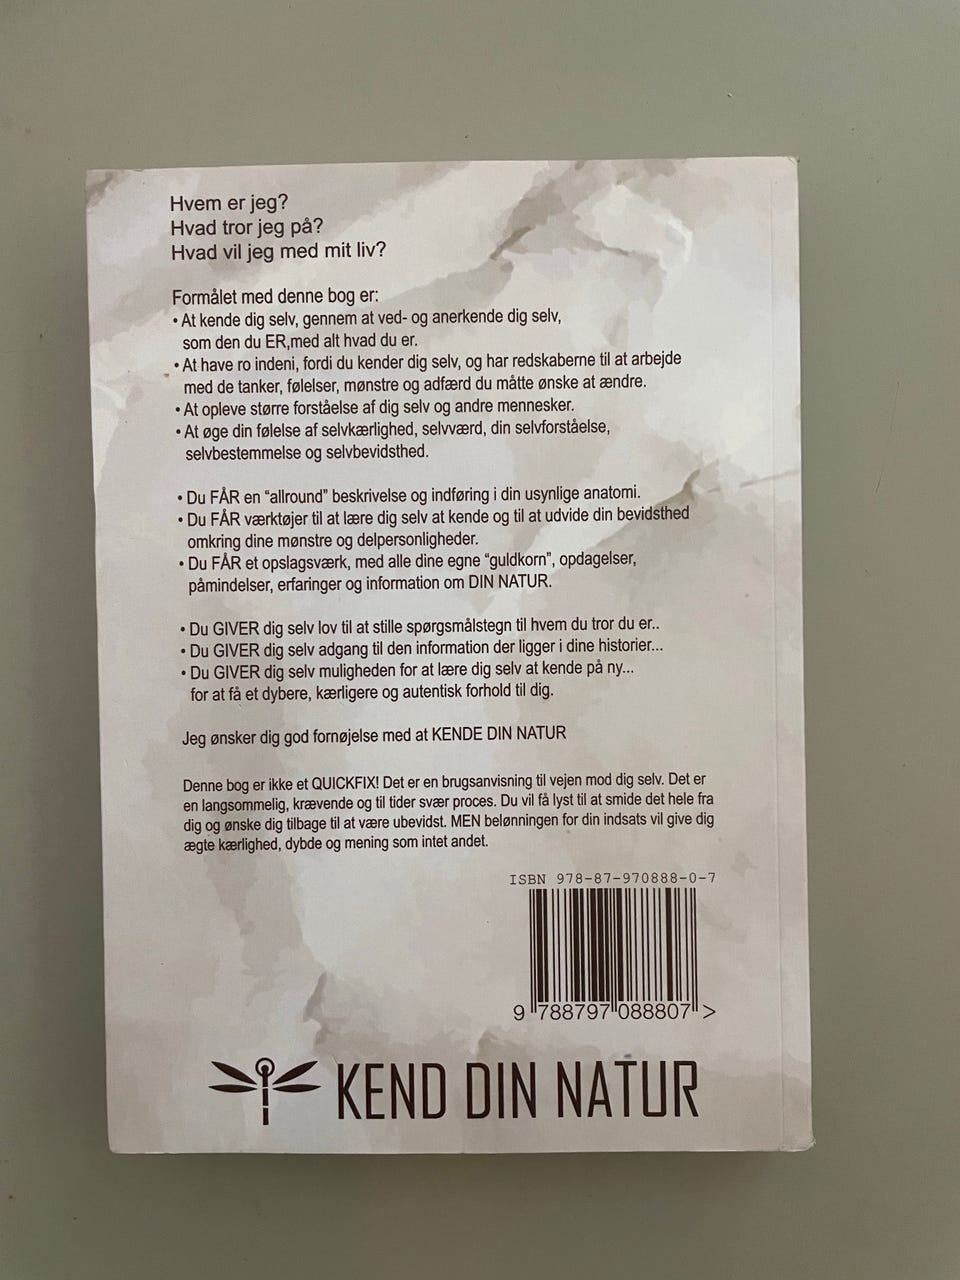 Hvem er jeg?
Hvad tror jeg på?
Hvad vil jeg med mit liv?
Formålet med denne bog er:
• At kende dig selv, gennem at ved- og anerkende dig selv,
som den du ER,med alt hvad du er.
• At have ro indeni, fordi du kender dig selv, og har redskaberne til at arbejde
med de tanker, følelser, mønstre og adfærd du måtte ønske at ændre.
• At opleve større forståelse af dig selv og andre mennesker.
• At øge din følelse af selvkærlighed, selvværd, din selvforståelse,
selvbestemmelse og selvbevidsthed.
• Du FÅR en “allround” beskrivelse og indføring i din usynlige anatomi.
• Du FÅR værktøjer til at lære dig selv at kende og til at udvide din bevidsthed
omkring dine mønstre og delpersonligheder.
• Du FÅR et opslagsværk, med alle dine egne “guldkorn”, opdagelser,
påmindelser, erfaringer og information om DIN NATUR.
• Du GIVER dig selv lov til at stille spørgsmålstegn til hvem du tror du er..
• Du GIVER dig selv adgang til den information der ligger i dine historier...
• Du GIVER dig selv muligheden for at lære dig selv at kende på ny...
for at få et dybere, kærligere og autentisk forhold til dig.
Jeg ønsker dig god fornøjelse med at KENDE DIN NATUR
Denne bog er ikke et QUICKFIX! Det er en brugsanvisning til vejen mod dig selv. Det er
en langsommelig, krævende og til tider svær proces. Du vil få lyst til at smide det hele fra
dig og ønske dig tilbage til at være ubevidst. MEN belønningen for din indsats vil give dig
ægte kærlighed, dybde og mening som intet andet.
ISBN 978-87-970888-0-7
9 788797 088807 >
KEND DIN NATUR